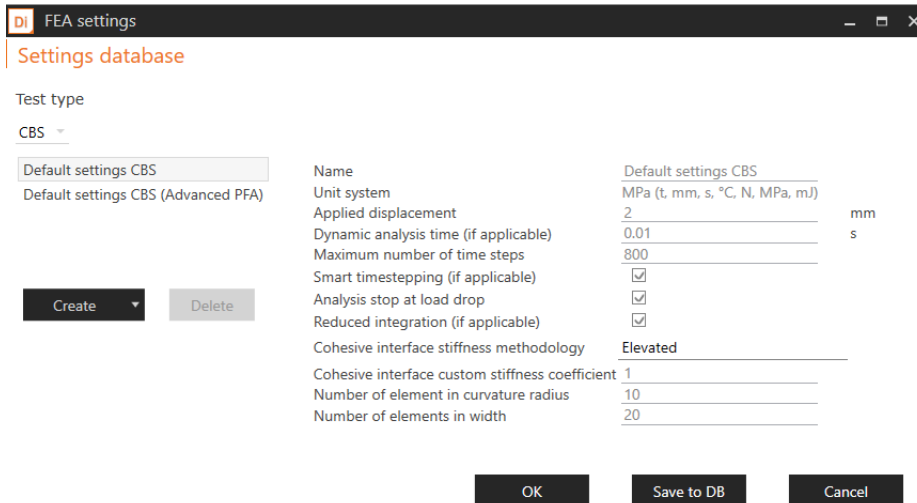 Di FEA settings
Settings database
Test type
CBS
Default settings CBS
Default settings CBS (Advanced PFA)
Create
Delete
Name Default settings CBS
Unit system MPa (t, mm, s, °C, N, MPa, mJ)
Applied displacement 2 mm
Dynamic analysis time (if applicable) 0.01 s
Maximum number of time steps 800
Smart timestepping (if applicable)
Analysis stop at load drop
Reduced integration (if applicable)
Cohesive interface stiffness methodology Elevated
Cohesive interface custom stiffness coefficient 1
Number of element in curvature radius 10
Number of elements in width 20
OK Save to DB Cancel